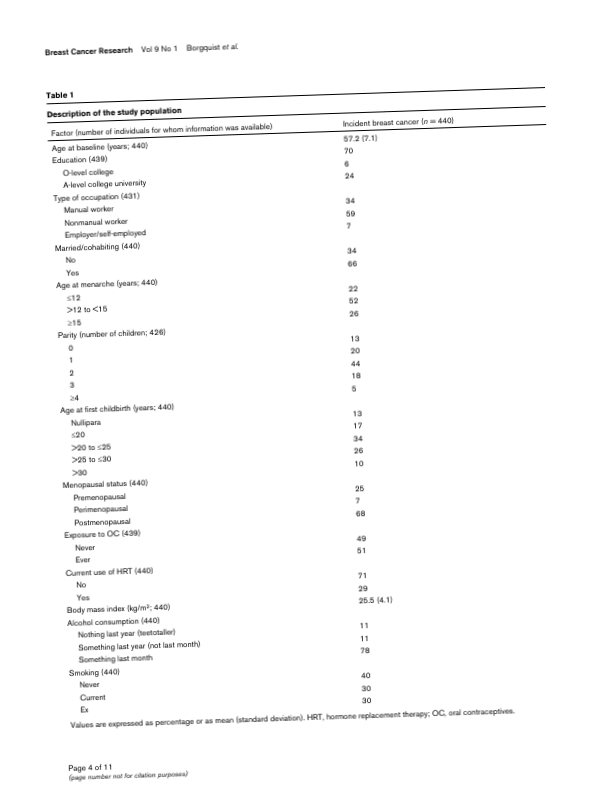 Breast Cancer Research Vol 9 No 1 Borgquist et al.
Table 1
Description of the study population
Factor (number of individuals for whom information was available) Incident breast cancer (n = 440)
Age at baseline (years; 440) 57.2 (7.1)
Education (439) 70
O-level college 6
A-level college university 24
Type of occupation (431)
Manual worker 34
Nonmanual worker 59
Employer/self-employed 7
Married/cohabiting (440)
No 34
Yes 66
Age at menarche (years; 440)
≤12 22
>12 to <15 52
≥15 26
Parity (number of children; 426)
0 13
1 20
2 44
3 18
≥4 5
Age at first childbirth (years; 440)
Nullipara 13
≤20 17
>20 to ≤25 34
>25 to ≤30 26
>30 10
Menopausal status (440)
Premenopausal 25
Perimenopausal 7
Postmenopausal 68
Exposure to OC (439)
Never 49
Ever 51
Current use of HRT (440)
No 71
Yes 29
Body mass index (kg/m²; 440) 25.5 (4.1)
Alcohol consumption (440)
Nothing last year (teetotaller) 11
Something last year (not last month) 11
Something last month 78
Smoking (440)
Never 40
Current 30
Ex 30
Values are expressed as percentage or as mean (standard deviation). HRT, hormone replacement therapy; OC, oral contraceptives.
Page 4 of 11
(page number not for citation purposes)